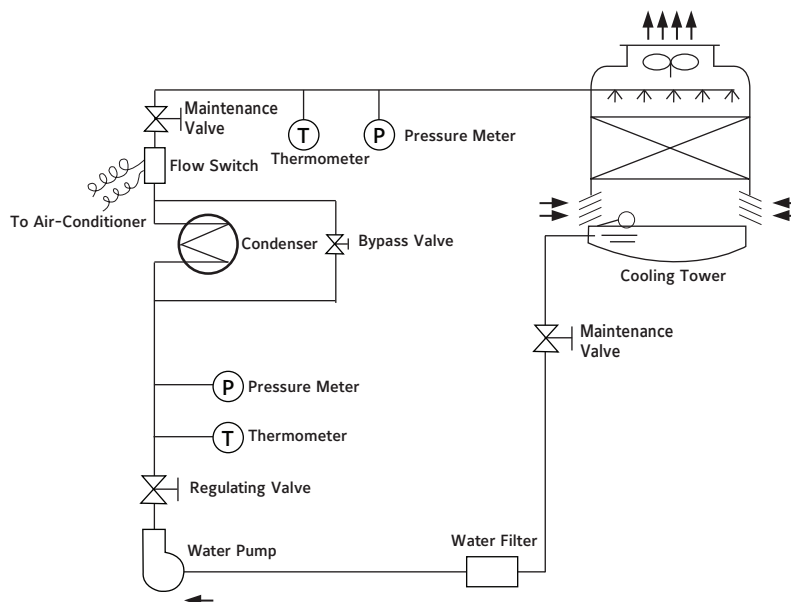 Maintenance
Valve
T
P
Pressure Meter
Thermometer
Flow Switch
To Air-Conditioner
Condenser
Bypass Valve
Cooling Tower
Maintenance
Valve
P
Pressure Meter
T
Thermometer
Regulating Valve
Water Filter
Water Pump